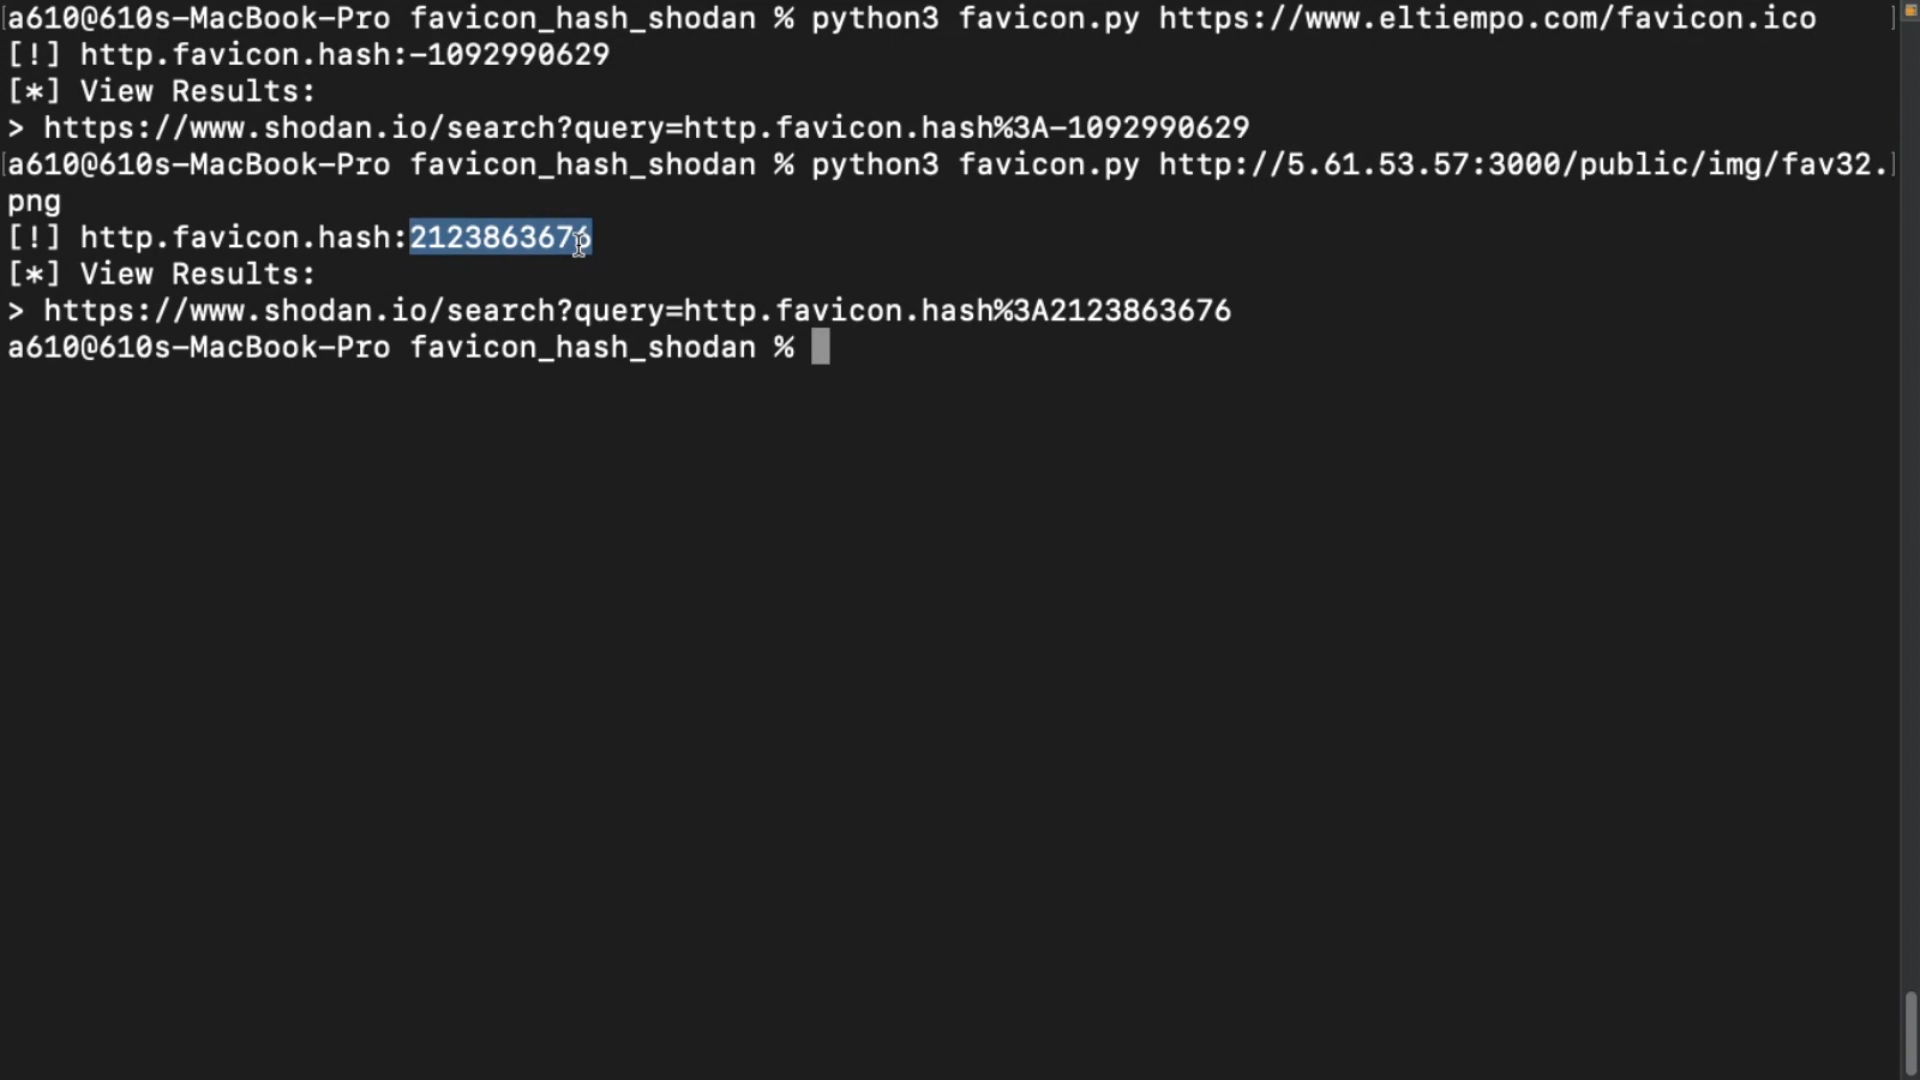 [a610@610s-MacBook-Pro favicon_hash_shodan % python3 favicon.py https://www.eltiempo.com/favicon.ico ]
[!] http.favicon.hash:-1092990629
[*] View Results:
> https://www.shodan.io/search?query=http.favicon.hash%3A-1092990629
[a610@610s-MacBook-Pro favicon_hash_shodan % python3 favicon.py http://5.61.53.57:3000/public/img/fav32.]
png
[!] http.favicon.hash:2123863676
[*] View Results:
> https://www.shodan.io/search?query=http.favicon.hash%3A2123863676
a610@610s-MacBook-Pro favicon_hash_shodan %